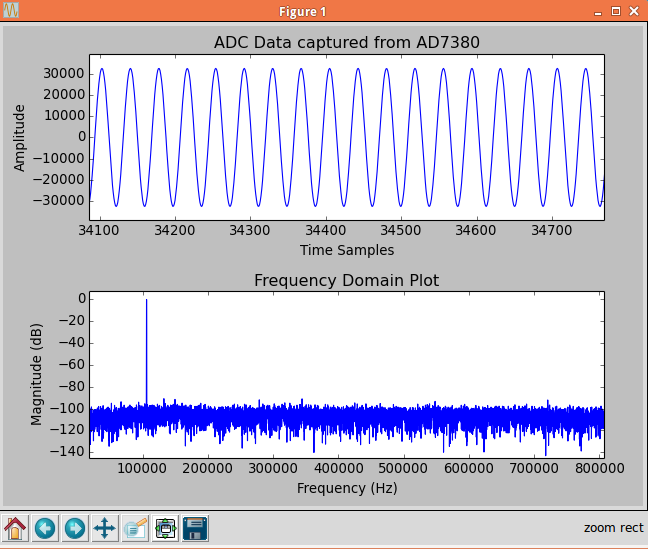 Figure 1
ADC Data captured from AD7380
30000
20000
10000
0
−10000
−20000
−30000
Amplitude
34100 34200 34300 34400 34500 34600 34700
Time Samples
Frequency Domain Plot
0
−20
−40
−60
−80
−100
−120
−140
Magnitude (dB)
100000 200000 300000 400000 500000 600000 700000 800000
Frequency (Hz)
zoom rect